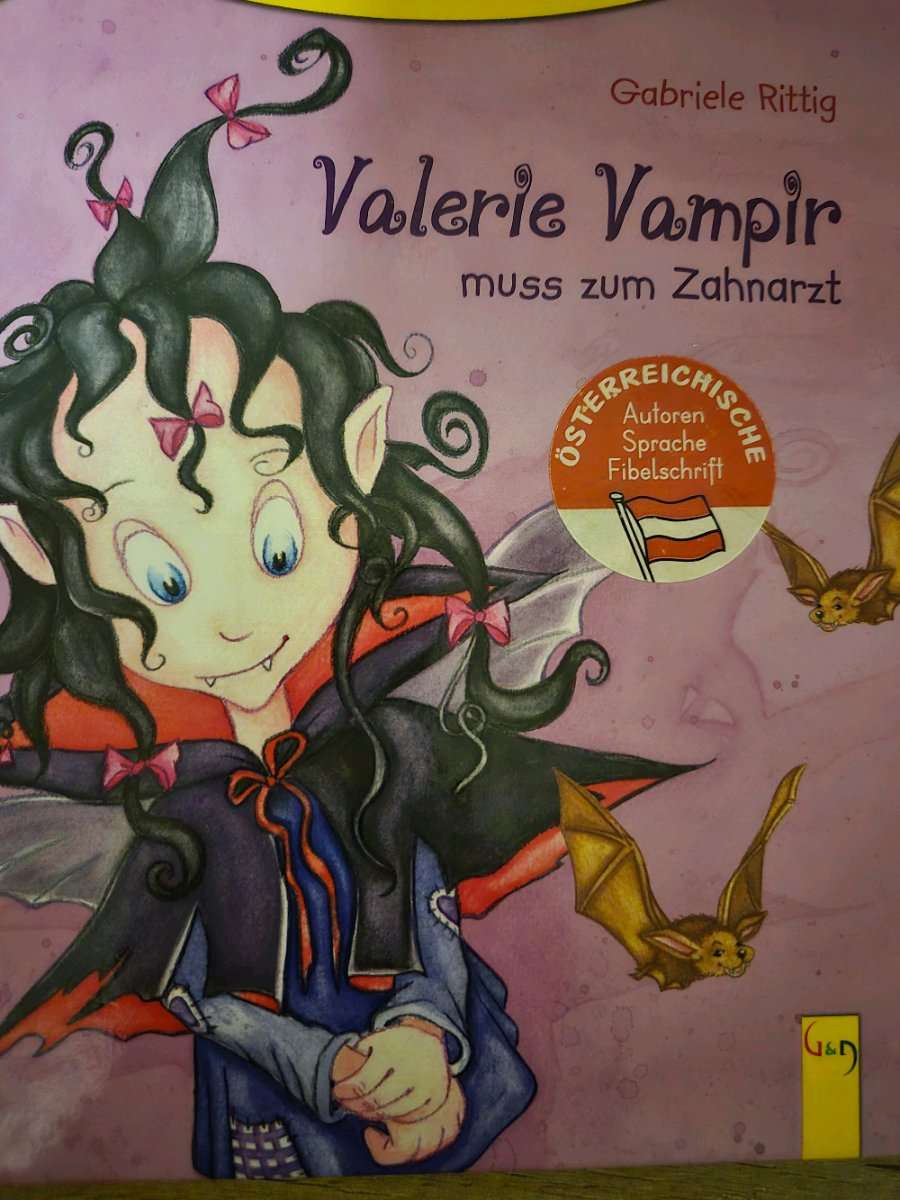 Gabriele Rittig
Valerie Vampir
muss zum Zahnarzt
ÖSTERREICHISCHE
Autoren
Sprache
Fibelschrift
G&D